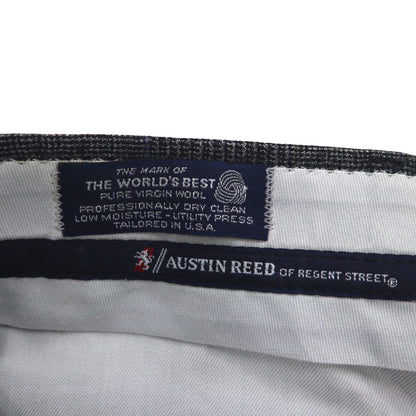 THE MARK OF
THE WORLD'S BEST
PURE VIRGIN WOOL
PROFESSIONALLY DRY CLEAN
LOW MOISTURE - UTILITY PRESS
TAILORED IN U.S.A.
//AUSTIN REED OF REGENT STREET®